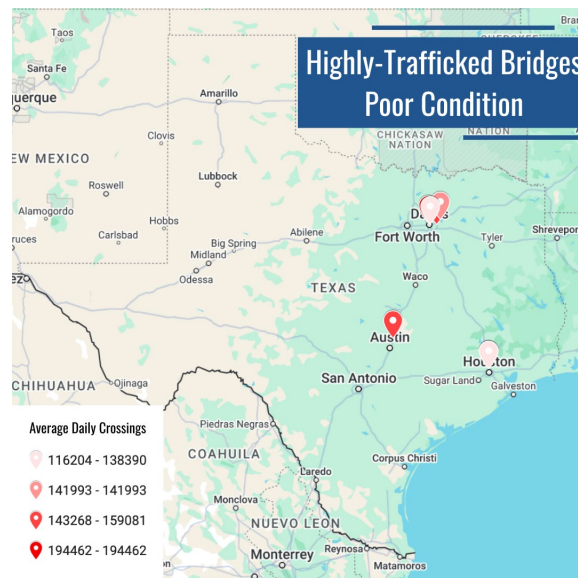 Highly-Trafficked Bridges
Poor Condition
Taos
Santa Fe
querque
Amarillo
Clovis
CHICKASAW
NATION
NATION
EW MEXICO
Roswell
Lubbock
Alamogordo
Hobbs
Carlsbad
ruces
Big Spring
Abilene
Midland
Odessa
Fort Worth
Tyler
Shrevepor
Waco
TEXAS
Austin
Houston
San Antonio
Sugar Land
Galveston
CHIHUAHUA
Ojinaga
Piedras Negras
COAHUILA
Corpus Christi
Laredo
Monclova
NUEVO LEON
Monterrey
Reynosa
Matamoros
Average Daily Crossings
116204 - 138390
141993 - 141993
143268 - 159081
194462 - 194462